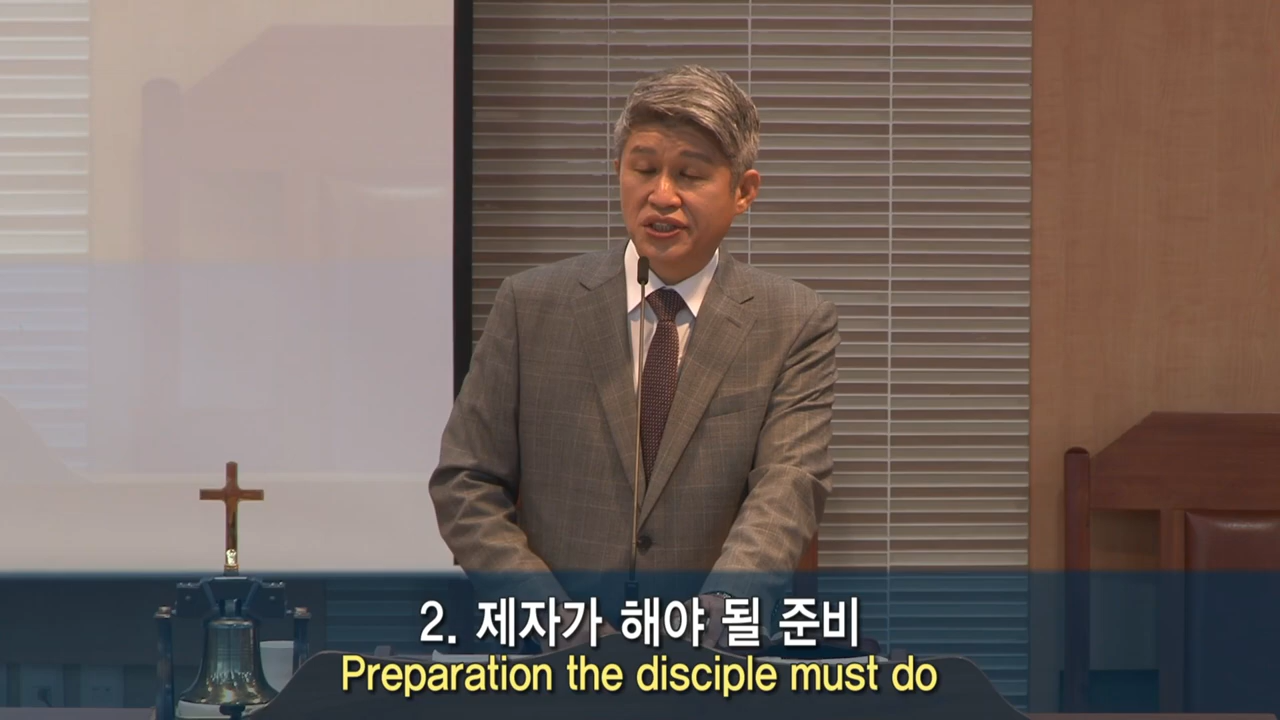 2. 제자가 해야 될 준비
Preparation the disciple must do